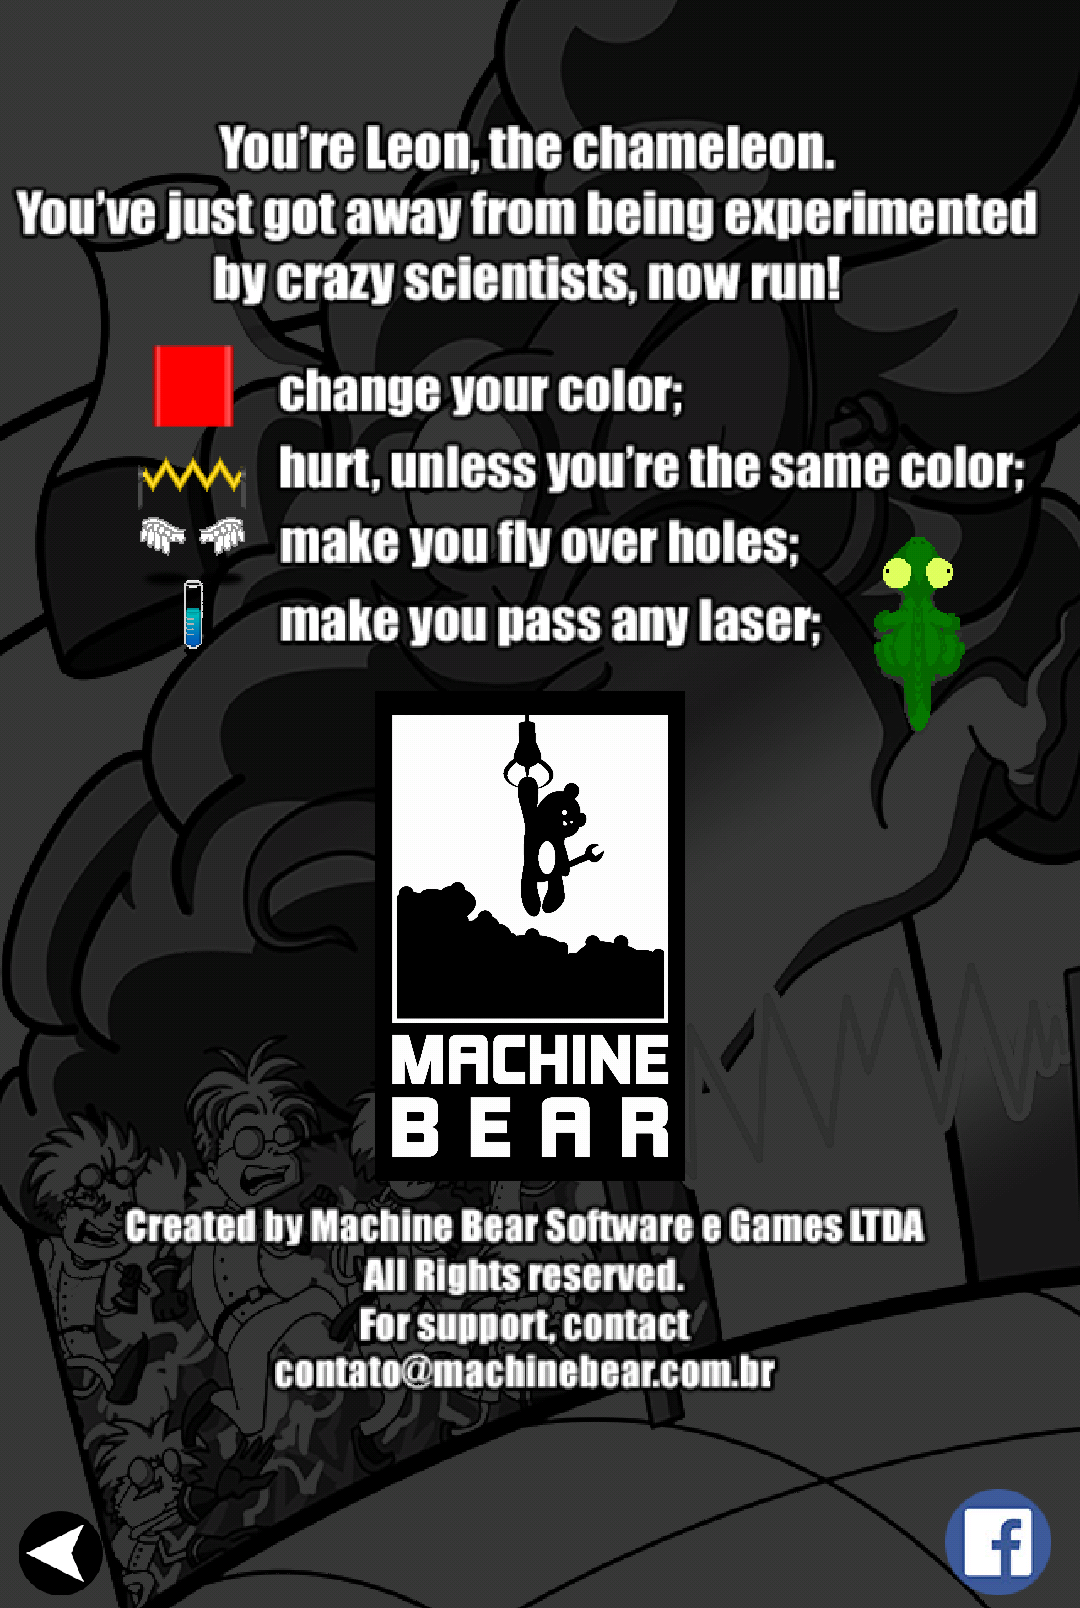 You're Leon, the chameleon.
You've just got away from being experimented
by crazy scientists, now run!
change your color;
hurt, unless you're the same color;
make you fly over holes;
make you pass any laser;
MACHINE
BEAR
Created by Machine Bear Software e Games LTDA
All Rights reserved.
For support, contact
contato@machinebear.com.br